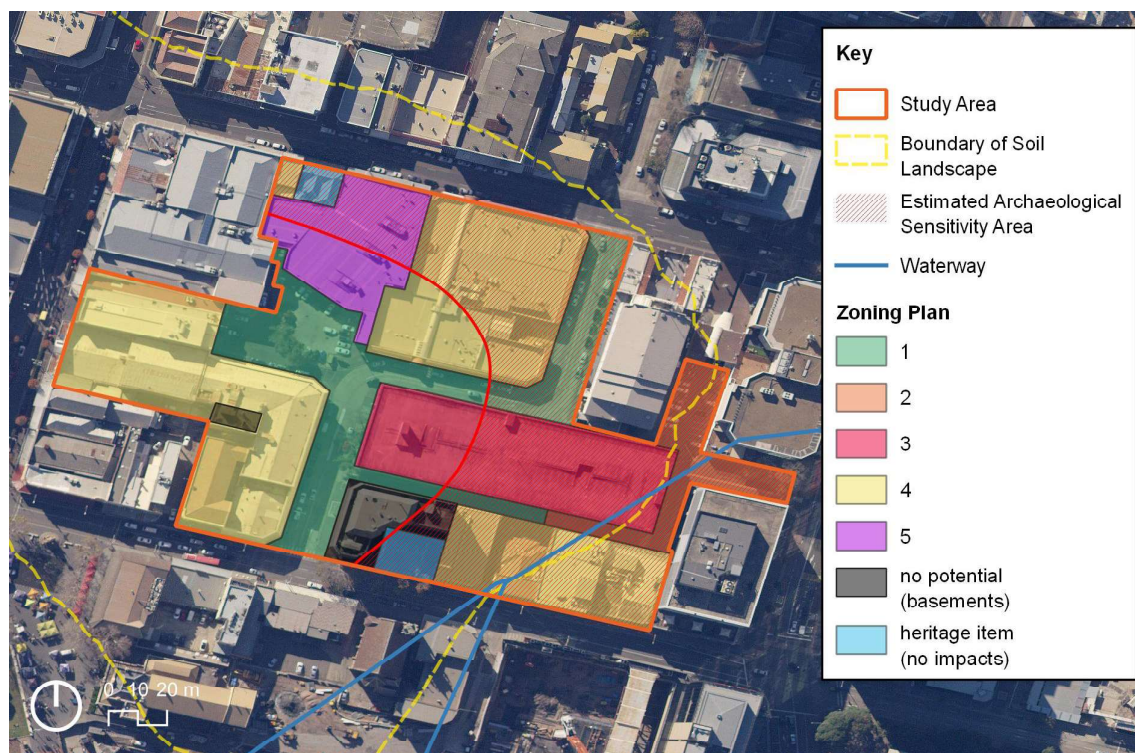 Key
Study Area
Boundary of Soil
Landscape
Estimated Archaeological
Sensitivity Area
Waterway
Zoning Plan
1
2
3
4
5
no potential
(basements)
heritage item
(no impacts)
0 10 20 m